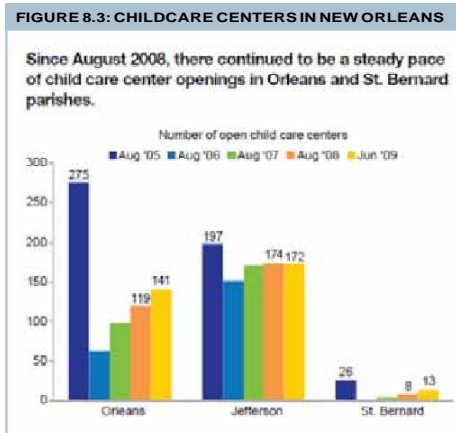 FIGURE 8.3: CHILDCARE CENTERS IN NEW ORLEANS
Since August 2008, there continued to be a steady pace
of child care center openings in Orleans and St. Bernard
parishes.
Number of open child care centers
Aug '05 Aug '06 Aug '07 Aug '08 Jun '09
300
275
250
200
197
174 172
150
141
119
100
50
26
8 13
0
Orleans Jefferson St. Bernard